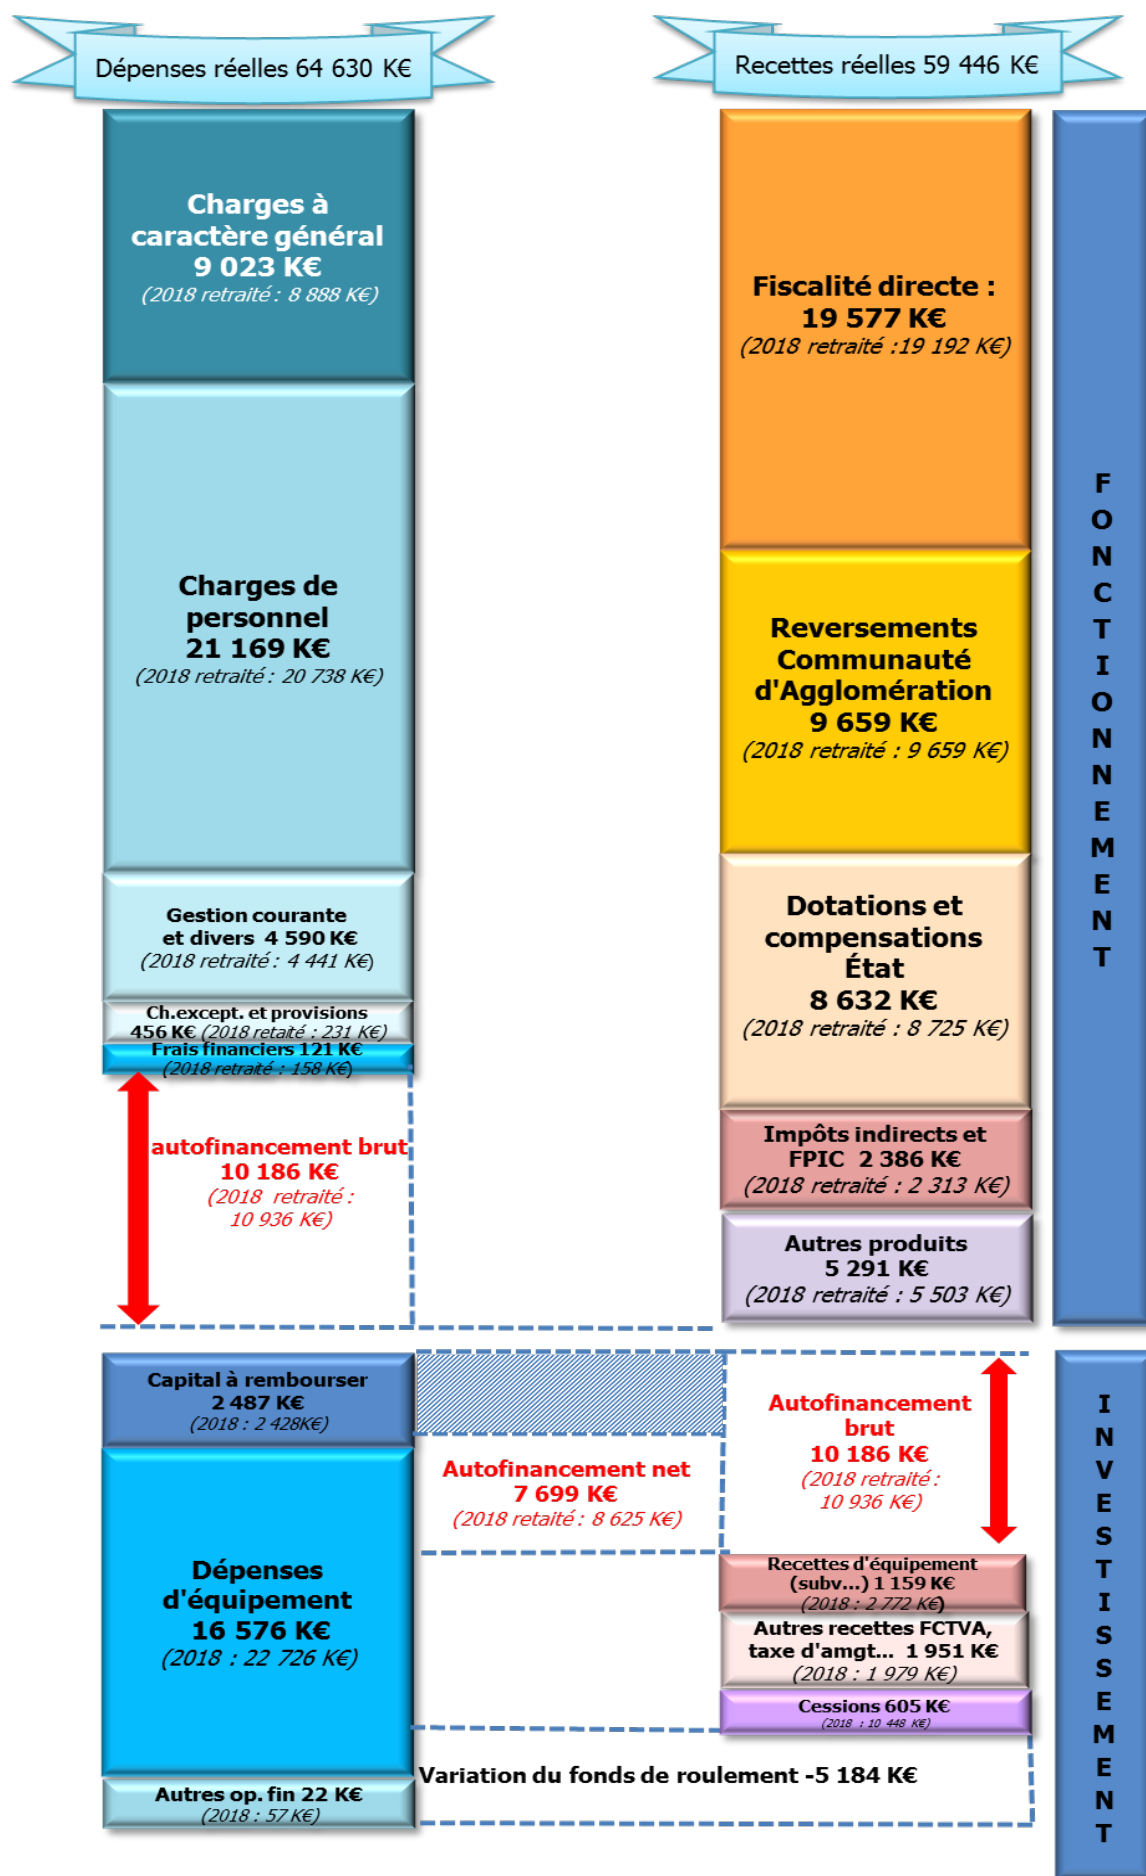 Dépenses réelles 64 630 K€
Recettes réelles 59 446 K€
Charges à
caractère général
9 023 K€
(2018 retraité : 8 888 K€)
Charges de
personnel
21 169 K€
(2018 retraité : 20 738 K€)
Gestion courante
et divers 4 590 K€
(2018 retraité : 4 441 K€)
Ch.except. et provisions
456 K€ (2018 retaité : 231 K€)
Frais financiers 121 K€
(2018 retraité : 158 K€)
autofinancement brut
10 186 K€
(2018 retraité :
10 936 K€)
Fiscalité directe :
19 577 K€
(2018 retraité :19 192 K€)
Reversements
Communauté
d'Agglomération
9 659 K€
(2018 retraité : 9 659 K€)
Dotations et
compensations
État
8 632 K€
(2018 retraité : 8 725 K€)
Impôts indirects et
FPIC 2 386 K€
(2018 retraité : 2 313 K€)
Autres produits
5 291 K€
(2018 retraité : 5 503 K€)
FONCTIONNEMENT
Capital à rembourser
2 487 K€
(2018 : 2 428K€)
Dépenses
d'équipement
16 576 K€
(2018 : 22 726 K€)
Autres op. fin 22 K€
(2018 : 57 K€)
Autofinancement net
7 699 K€
(2018 retaité : 8 625 K€)
Autofinancement
brut
10 186 K€
(2018 retraité :
10 936 K€)
Recettes d'équipement
(subv...) 1 159 K€
(2018 : 2 772 K€)
Autres recettes FCTVA,
taxe d'amgt... 1 951 K€
(2018 : 1 979 K€)
Cessions 605 K€
(2018 : 10 448 K€)
Variation du fonds de roulement -5 184 K€
INVESTISSEMENT